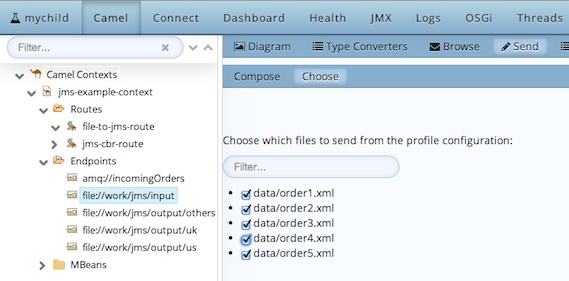 mychild Camel Connect Dashboard Health JMX Logs OSGi Threads
Filter...
Camel Contexts
jms-example-context
Routes
file-to-jms-route
jms-cbr-route
Endpoints
amq://incomingOrders
file://work/jms/input
file://work/jms/output/others
file://work/jms/output/uk
file://work/jms/output/us
MBeans
Diagram Type Converters Browse Send
Compose Choose
Choose which files to send from the profile configuration:
Filter...
data/order1.xml
data/order2.xml
data/order3.xml
data/order4.xml
data/order5.xml